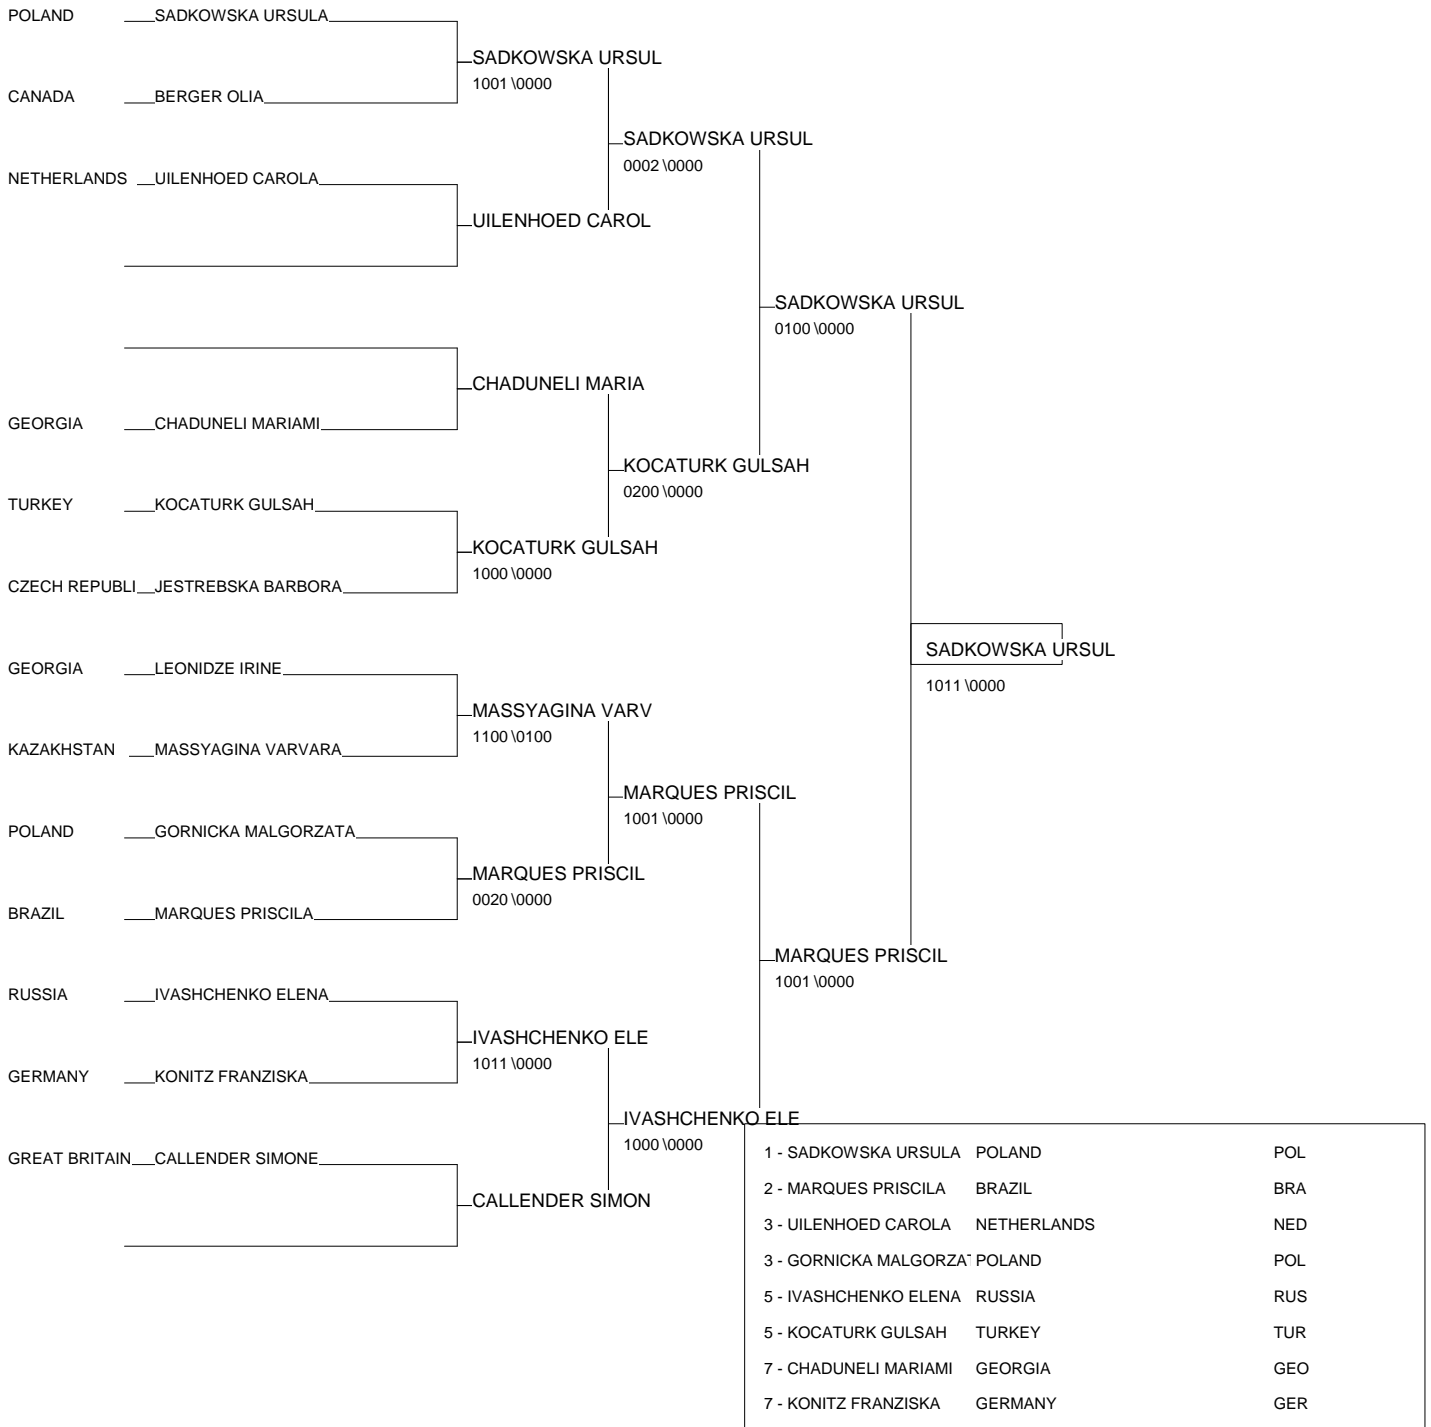 POLAND SADKOWSKA URSULA
SADKOWSKA URSUL
1001 \0000
CANADA BERGER OLIA
SADKOWSKA URSUL
0002 \0000
NETHERLANDS UILENHOED CAROLA
UILENHOED CAROL
SADKOWSKA URSUL
0100 \0000
CHADUNELI MARIA
GEORGIA CHADUNELI MARIAMI
KOCATURK GULSAH
0200 \0000
TURKEY KOCATURK GULSAH
KOCATURK GULSAH
1000 \0000
CZECH REPUBLI JESTREBSKA BARBORA
SADKOWSKA URSUL
1011 \0000
GEORGIA LEONIDZE IRINE
MASSYAGINA VARV
1100 \0100
KAZAKHSTAN MASSYAGINA VARVARA
MARQUES PRISCIL
1001 \0000
POLAND GORNICKA MALGORZATA
MARQUES PRISCIL
0020 \0000
BRAZIL MARQUES PRISCILA
MARQUES PRISCIL
1001 \0000
RUSSIA IVASHCHENKO ELENA
IVASHCHENKO ELE
1011 \0000
GERMANY KONITZ FRANZISKA
IVASHCHENKO ELE
1000 \0000
GREAT BRITAIN CALLENDER SIMONE
CALLENDER SIMON
1 - SADKOWSKA URSULA POLAND POL
2 - MARQUES PRISCILA BRAZIL BRA
3 - UILENHOED CAROLA NETHERLANDS NED
3 - GORNICKA MALGORZAT POLAND POL
5 - IVASHCHENKO ELENA RUSSIA RUS
5 - KOCATURK GULSAH TURKEY TUR
7 - CHADUNELI MARIAMI GEORGIA GEO
7 - KONITZ FRANZISKA GERMANY GER